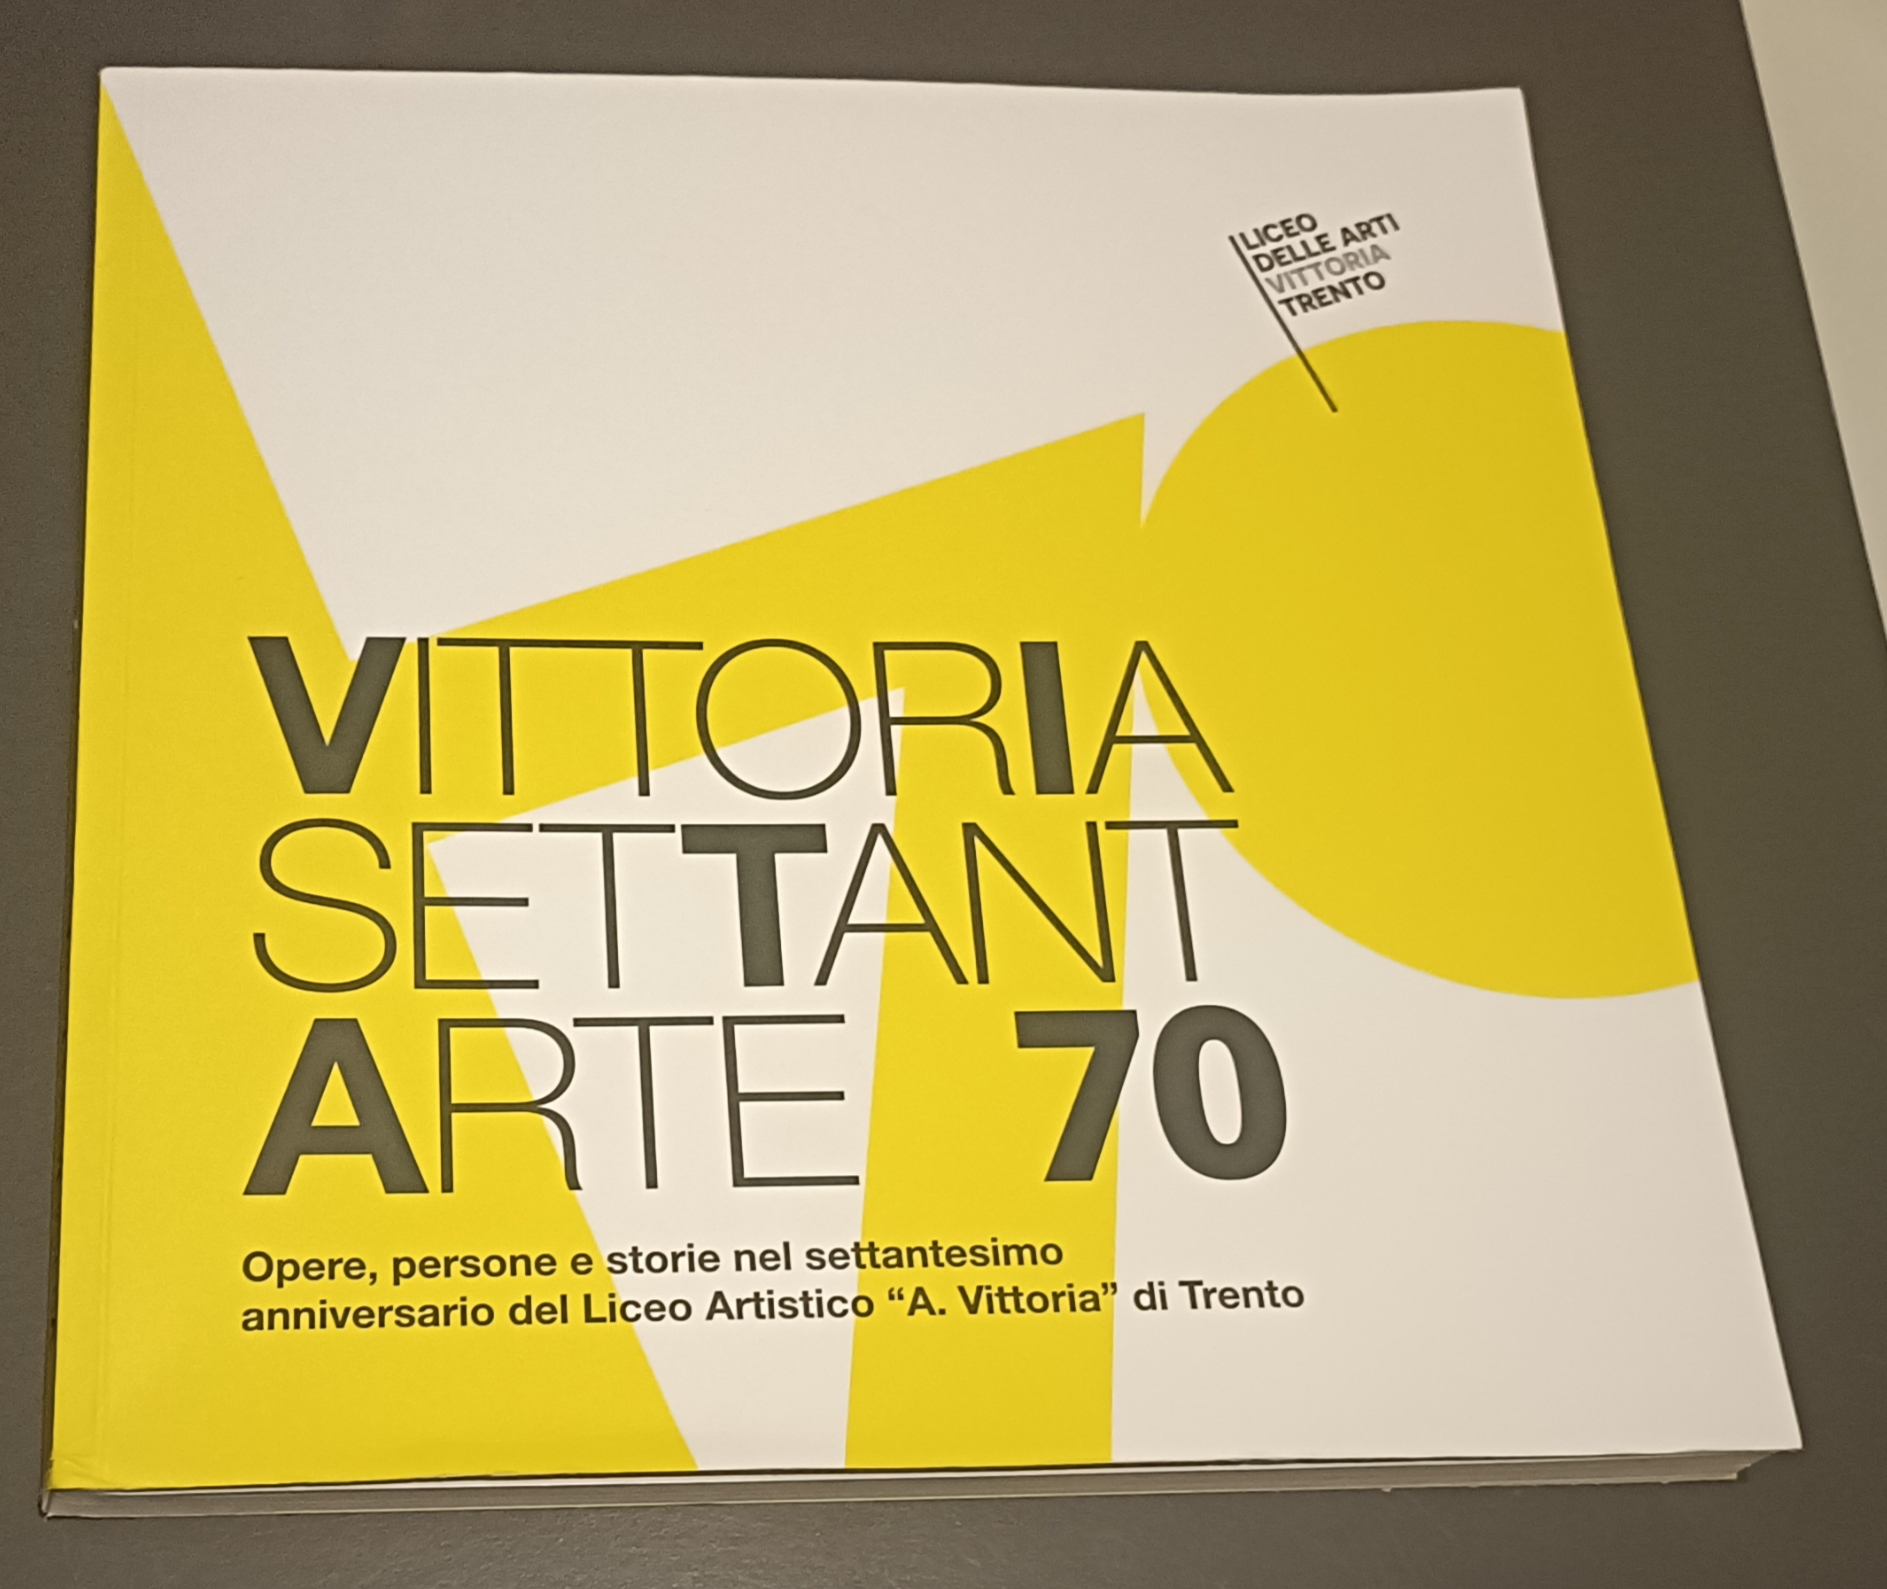 LICEO
DELLE ARTI
VITTORIA
TRENTO
VITTORIA
SETTANT
ARTE 70
Opere, persone e storie nel settantesimo
anniversario del Liceo Artistico “A. Vittoria” di Trento